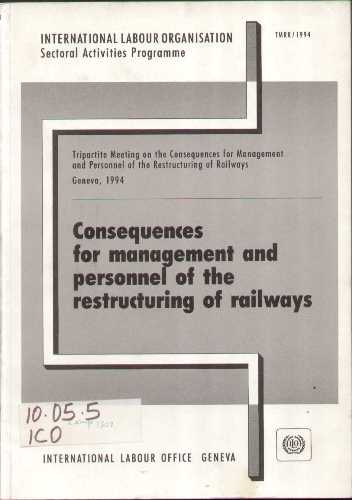 INTERNATIONAL LABOUR ORGANISATION
Sectoral Activities Programme
TMRR/1994
Tripartite Meeting on the Consequences for Management
and Personnel of the Restructuring of Railways
Geneva, 1994
Consequences
for management and
personnel of the
restructuring of railways
10.05.5
ICO
INTERNATIONAL LABOUR OFFICE GENEVA